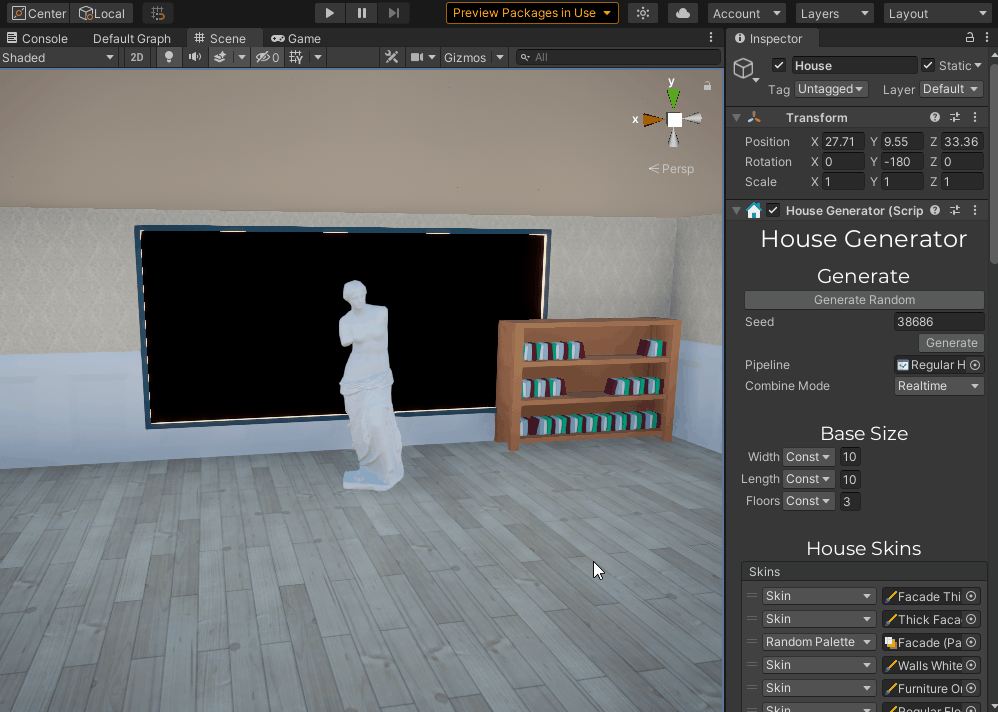 Center Local Preview Packages in Use Account Layers Layout
Console Default Graph Scene Game Inspector
Shaded 2D 0 Gizmos All
House Static
Tag Untagged Layer Default
y
x
Persp
Transform
Position X 27.71 Y 9.55 Z 33.36
Rotation X 0 Y -180 Z 0
Scale X 1 Y 1 Z 1
House Generator (Scrip
House Generator
Generate
Generate Random
Seed 38686
Generate
Pipeline Regular H
Combine Mode Realtime
Base Size
Width Const 10
Length Const 10
Floors Const 3
House Skins
Skins
Skin Facade Thi
Skin Thick Faca
Random Palette Facade (Pa
Skin Walls White
Skin Furniture O
Skin Regular Flo